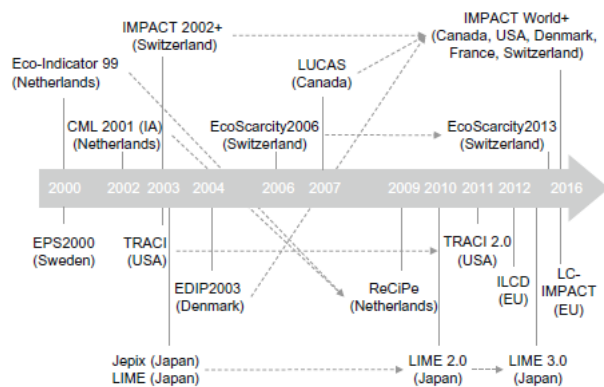 IMPACT 2002+
(Switzerland)
IMPACT World+
(Canada, USA, Denmark,
France, Switzerland)
Eco-Indicator 99
(Netherlands)
LUCAS
(Canada)
CML 2001 (IA)
(Netherlands)
EcoScarcity2006
(Switzerland)
EcoScarcity2013
(Switzerland)
2000 2002 2003 2004 2006 2007 2009 2010 2011 2012 2016
EPS2000
(Sweden)
TRACI
(USA)
TRACI 2.0
(USA)
EDIP2003
(Denmark)
ReCiPe
(Netherlands)
ILCD
(EU)
LC-
IMPACT
(EU)
Jepix (Japan)
LIME (Japan)
LIME 2.0
(Japan)
LIME 3.0
(Japan)